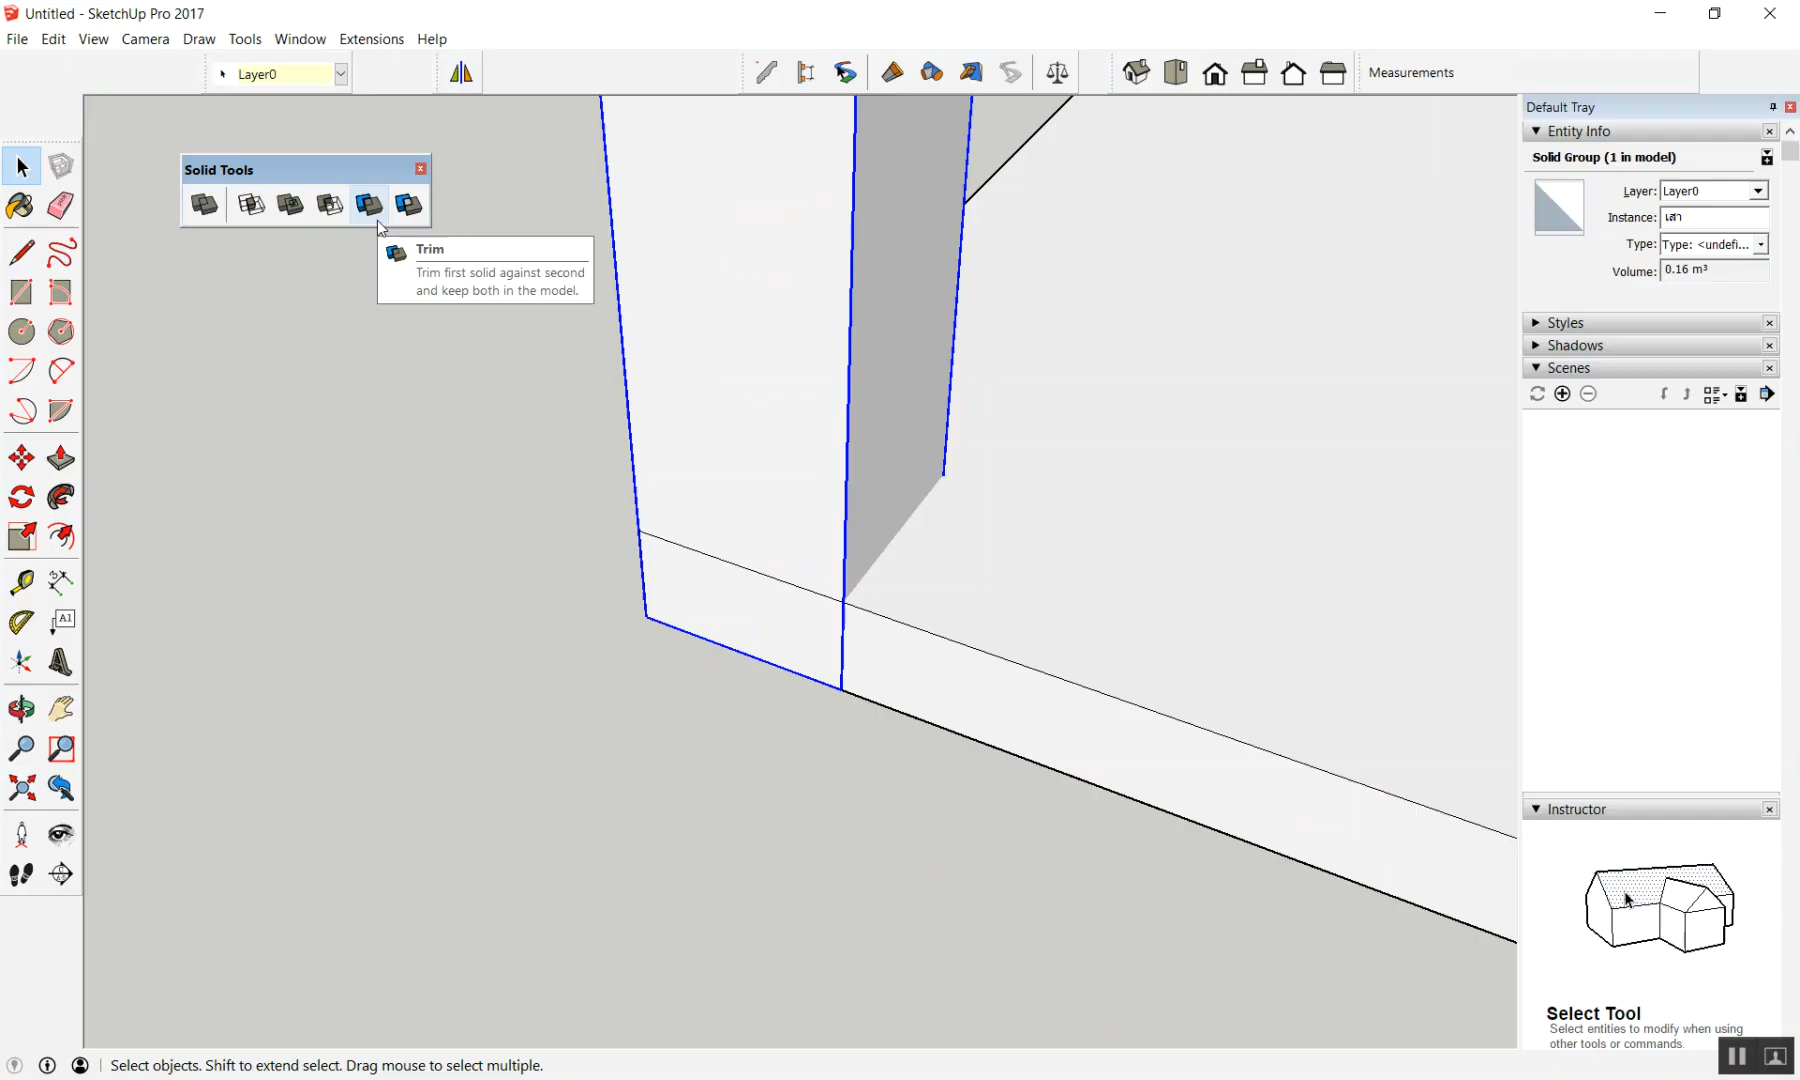 Untitled - SketchUp Pro 2017
File Edit View Camera Draw Tools Window Extensions Help
Layer0
Measurements
Default Tray
Entity Info
Solid Group (1 in model)
Layer: Layer0
Instance: เสา
Type: Type: <undefi...
Volume: 0.16 m³
Solid Tools
Trim
Trim first solid against second
and keep both in the model.
Styles
Shadows
Scenes
A1
Instructor
Select Tool
Select entities to modify when using
other tools or commands.
Select objects. Shift to extend select. Drag mouse to select multiple.